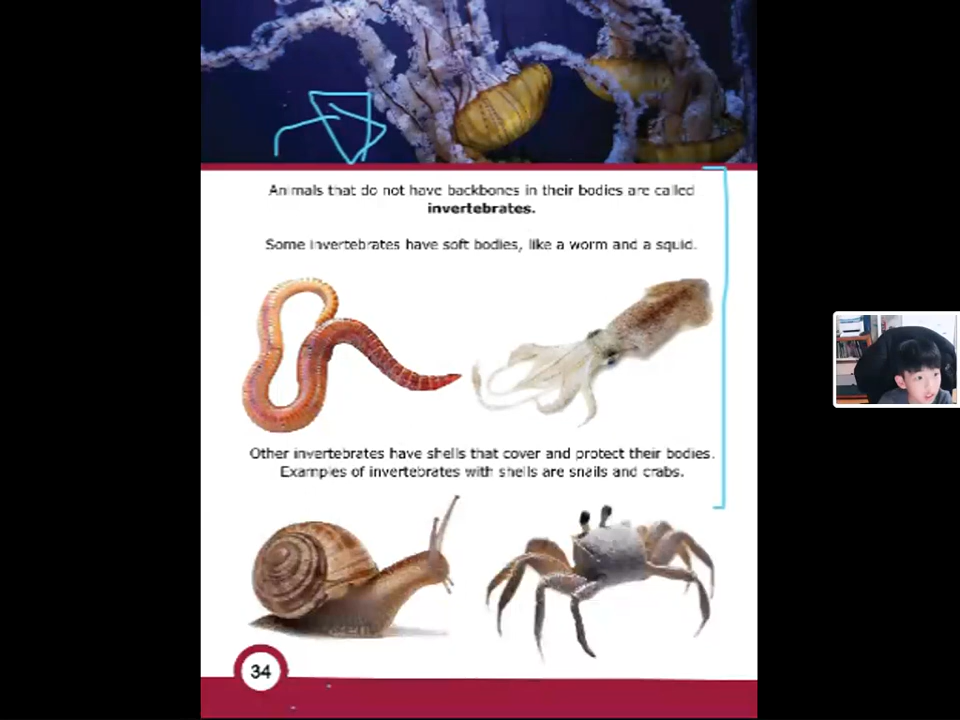 Animals that do not have backbones in their bodies are called
invertebrates.
Some invertebrates have soft bodies, like a worm and a squid.
Other invertebrates have shells that cover and protect their bodies.
Examples of invertebrates with shells are snails and crabs.
34